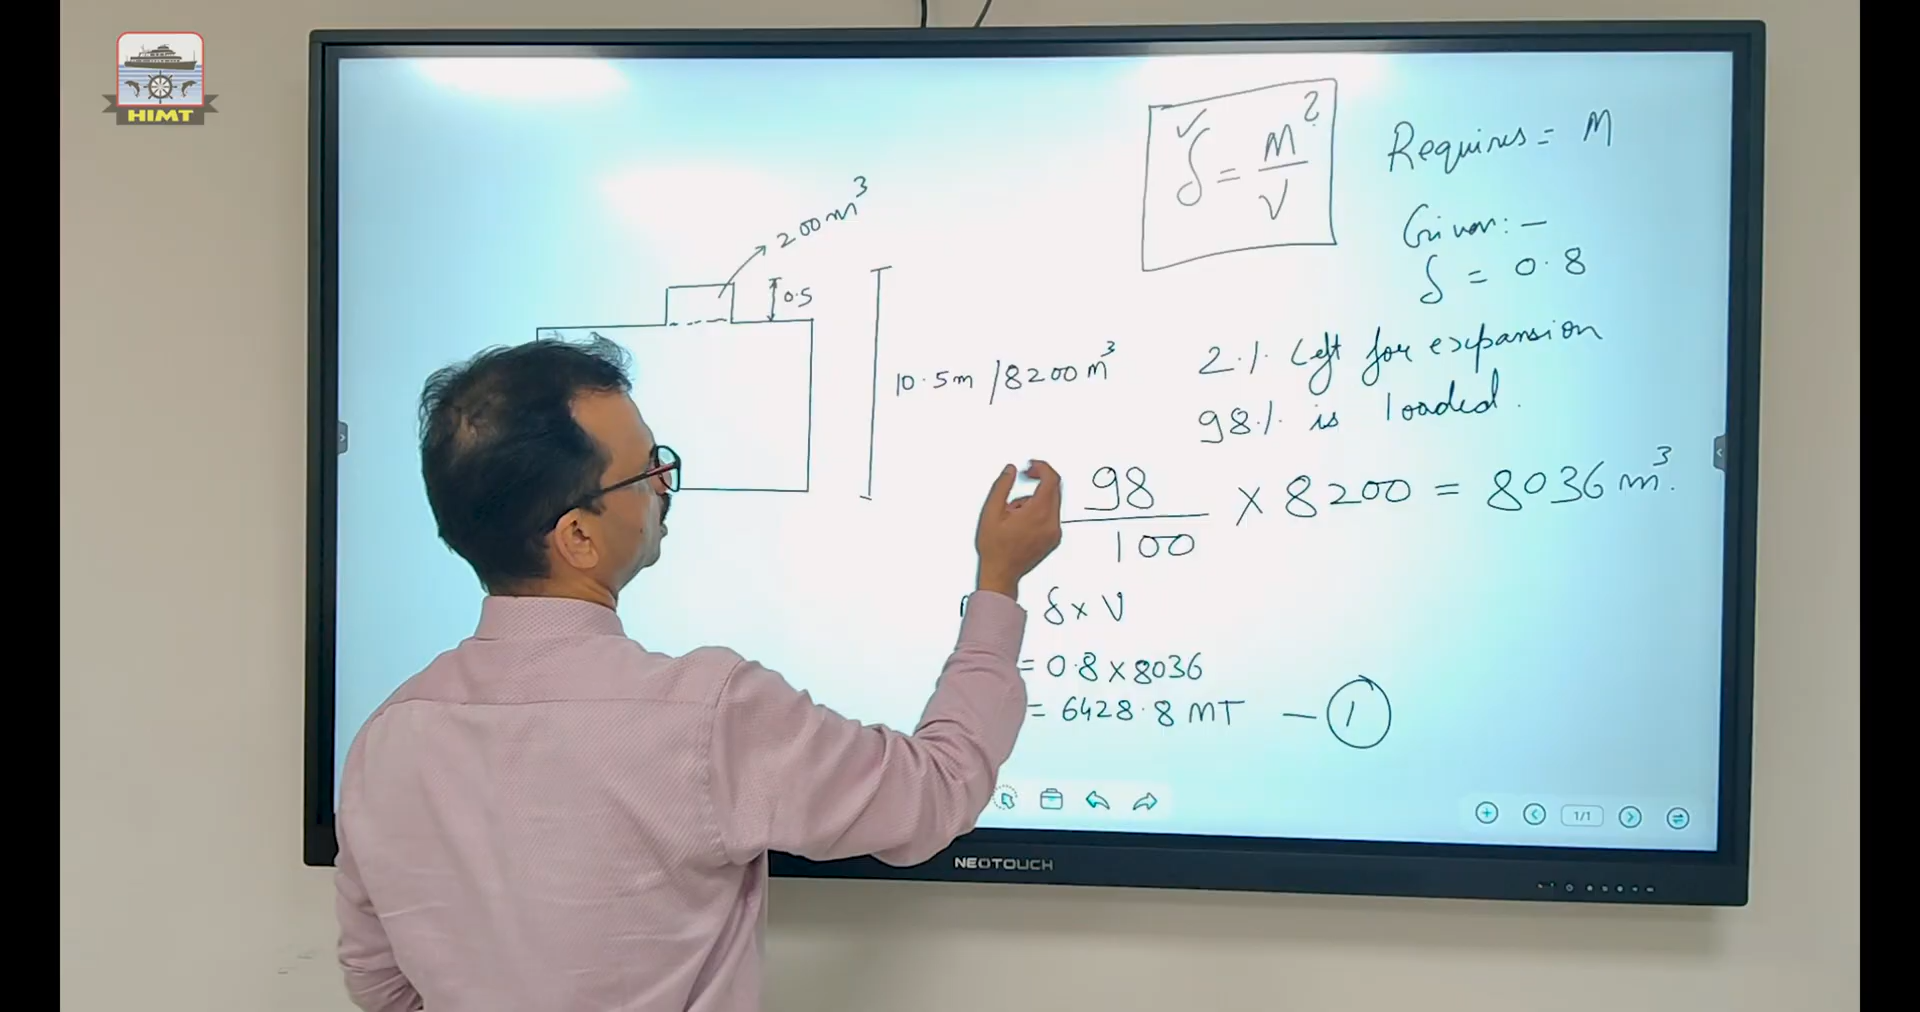 HIMT
δ = m/V ?
Requires = M
Given: –
δ = 0.8
200 m³
0.5
10.5m / 8200 m³
2% Left for expansion
98% is loaded.
98/100 × 8200 = 8036 m³.
δ × V
= 0.8 × 8036
= 6428.8 MT — 1
1/1
NEOTOUCH